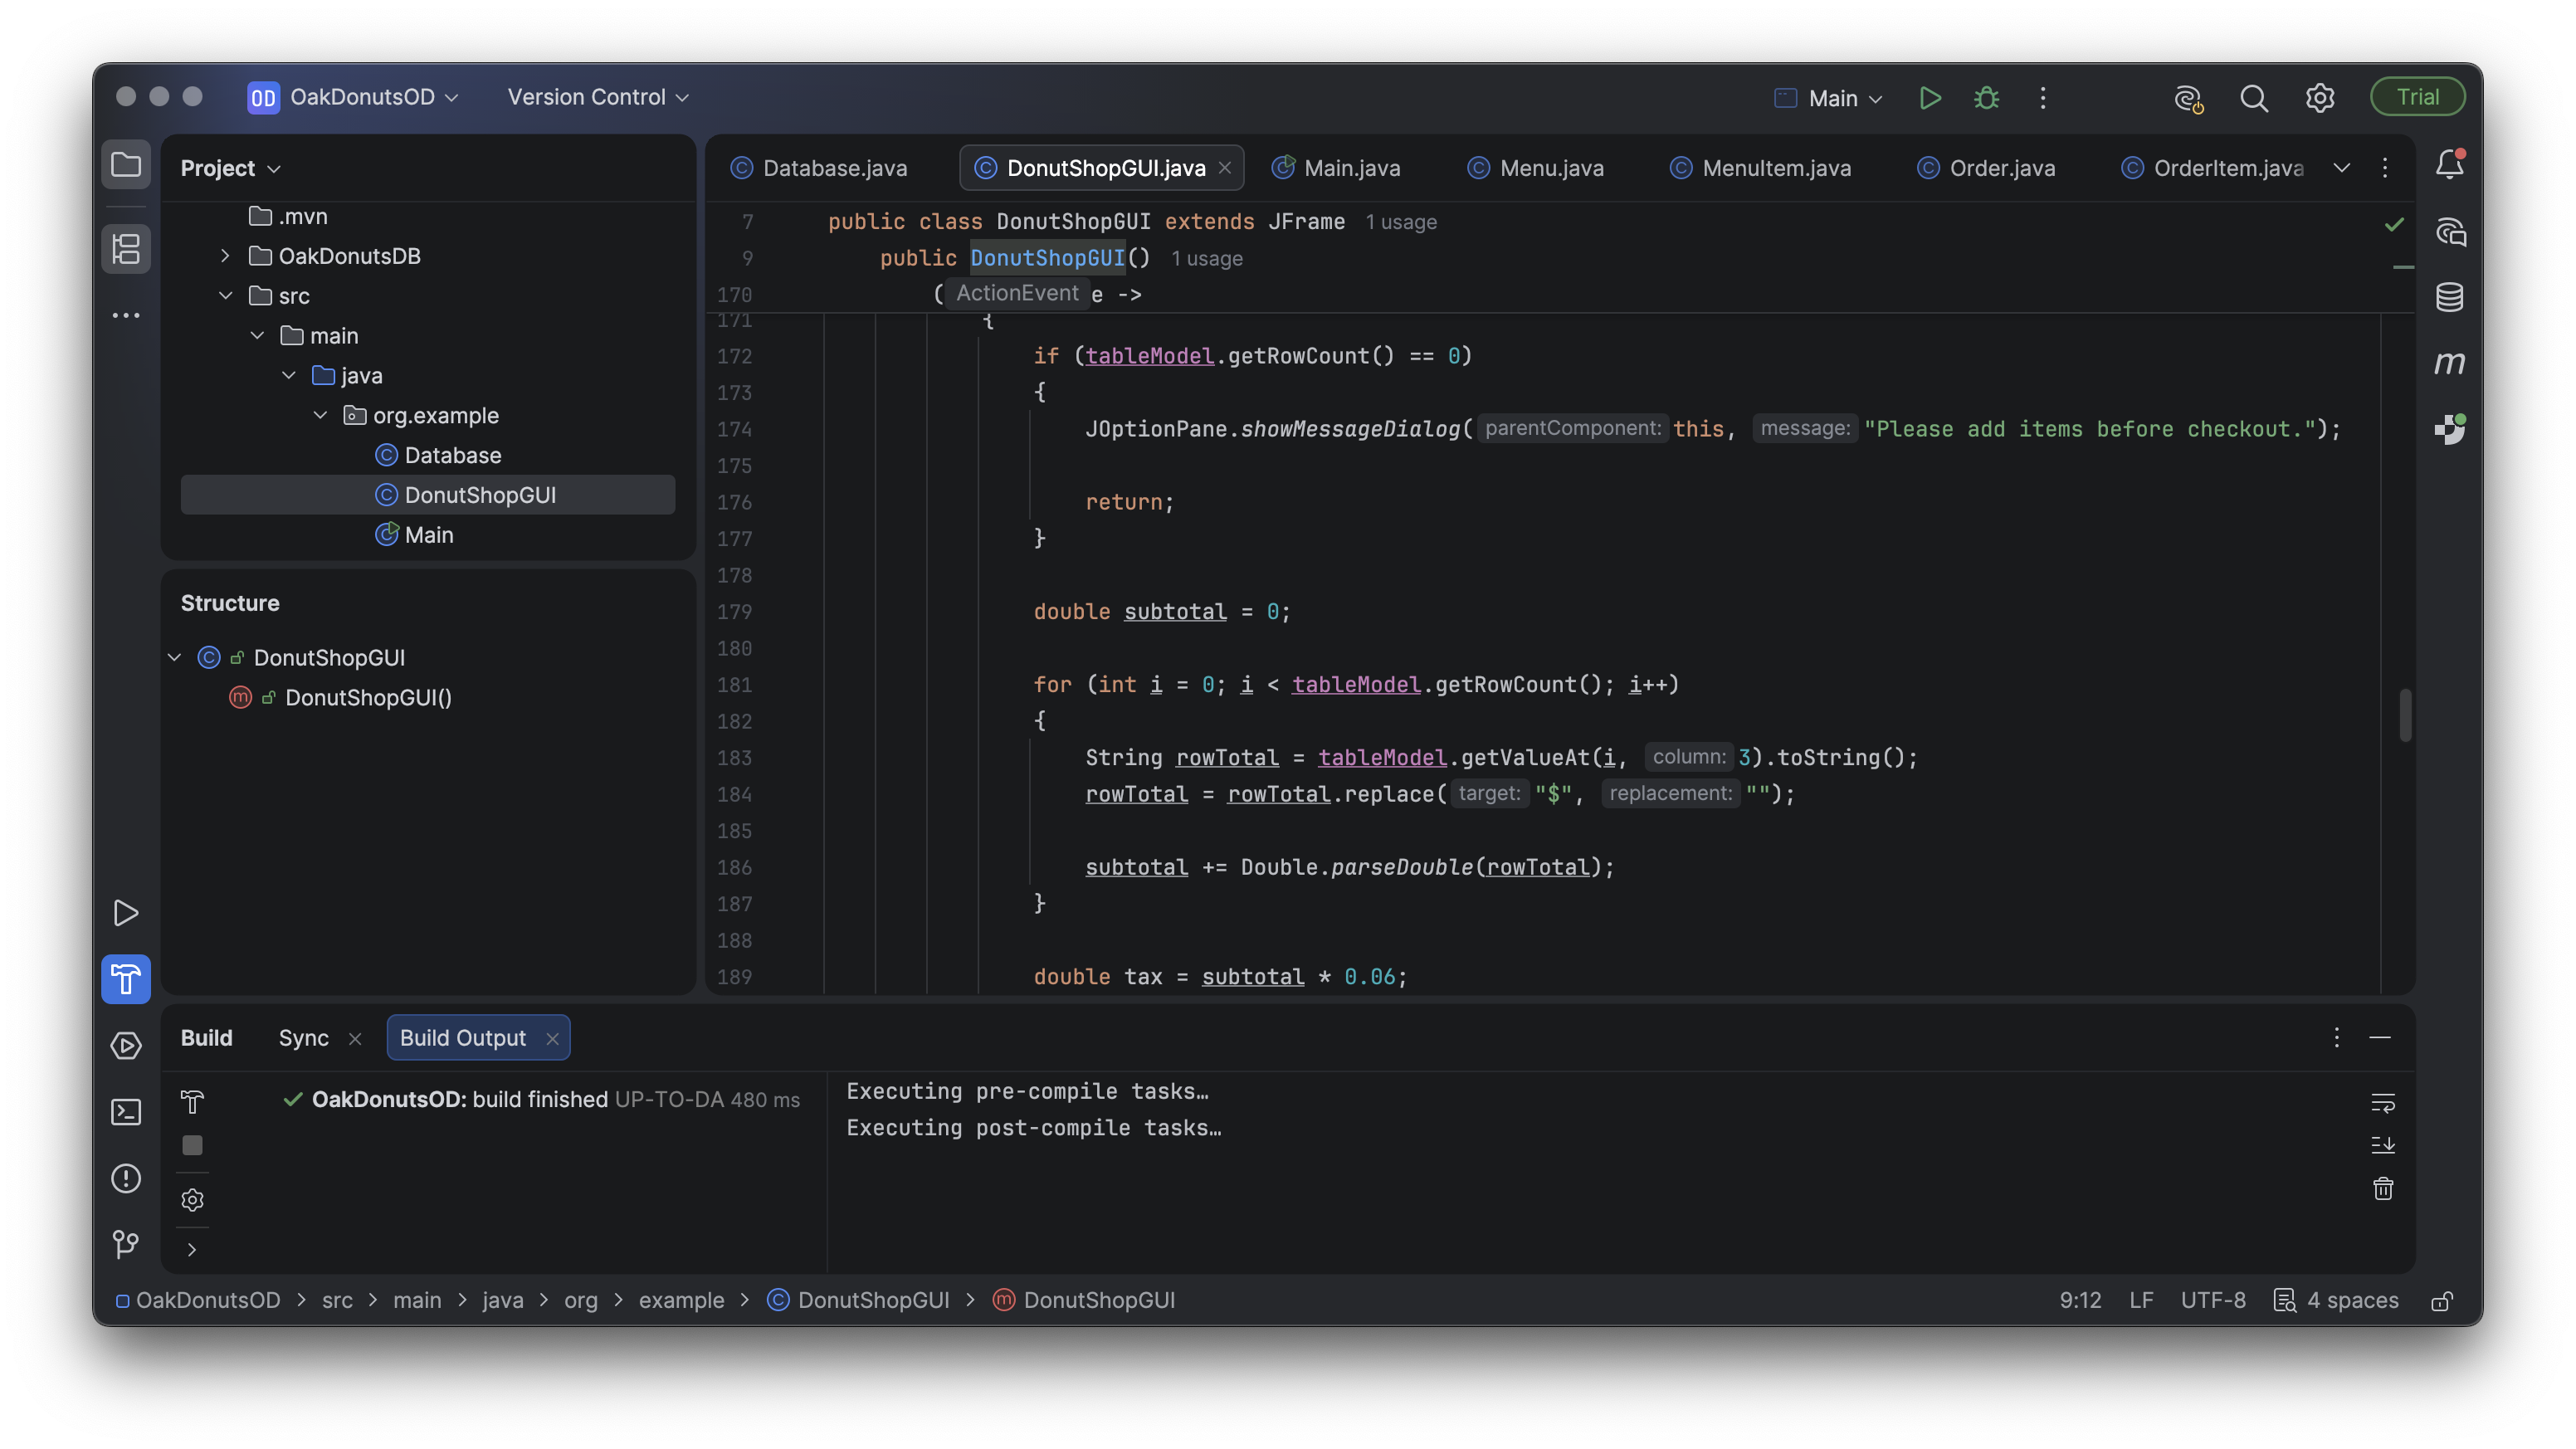 OD OakDonutsOD Version Control Main Trial
Project
.mvn
OakDonutsDB
src
main
java
org.example
Database
DonutShopGUI
Main
Structure
DonutShopGUI
DonutShopGUI()
Database.java DonutShopGUI.java Main.java Menu.java MenuItem.java Order.java OrderItem.java
7 public class DonutShopGUI extends JFrame 1 usage
9 public DonutShopGUI() 1 usage
170 ( ActionEvent e ->
171 {
172 if (tableModel.getRowCount() == 0)
173 {
174 JOptionPane.showMessageDialog( parentComponent: this, message: "Please add items before checkout.");
175
176 return;
177 }
178
179 double subtotal = 0;
180
181 for (int i = 0; i < tableModel.getRowCount(); i++)
182 {
183 String rowTotal = tableModel.getValueAt(i, column: 3).toString();
184 rowTotal = rowTotal.replace( target: "$", replacement: "");
185
186 subtotal += Double.parseDouble(rowTotal);
187 }
188
189 double tax = subtotal * 0.06;
Build Sync Build Output
OakDonutsOD: build finished UP-TO-DA 480 ms
Executing pre-compile tasks…
Executing post-compile tasks…
OakDonutsOD > src > main > java > org > example > DonutShopGUI > DonutShopGUI 9:12 LF UTF-8 4 spaces